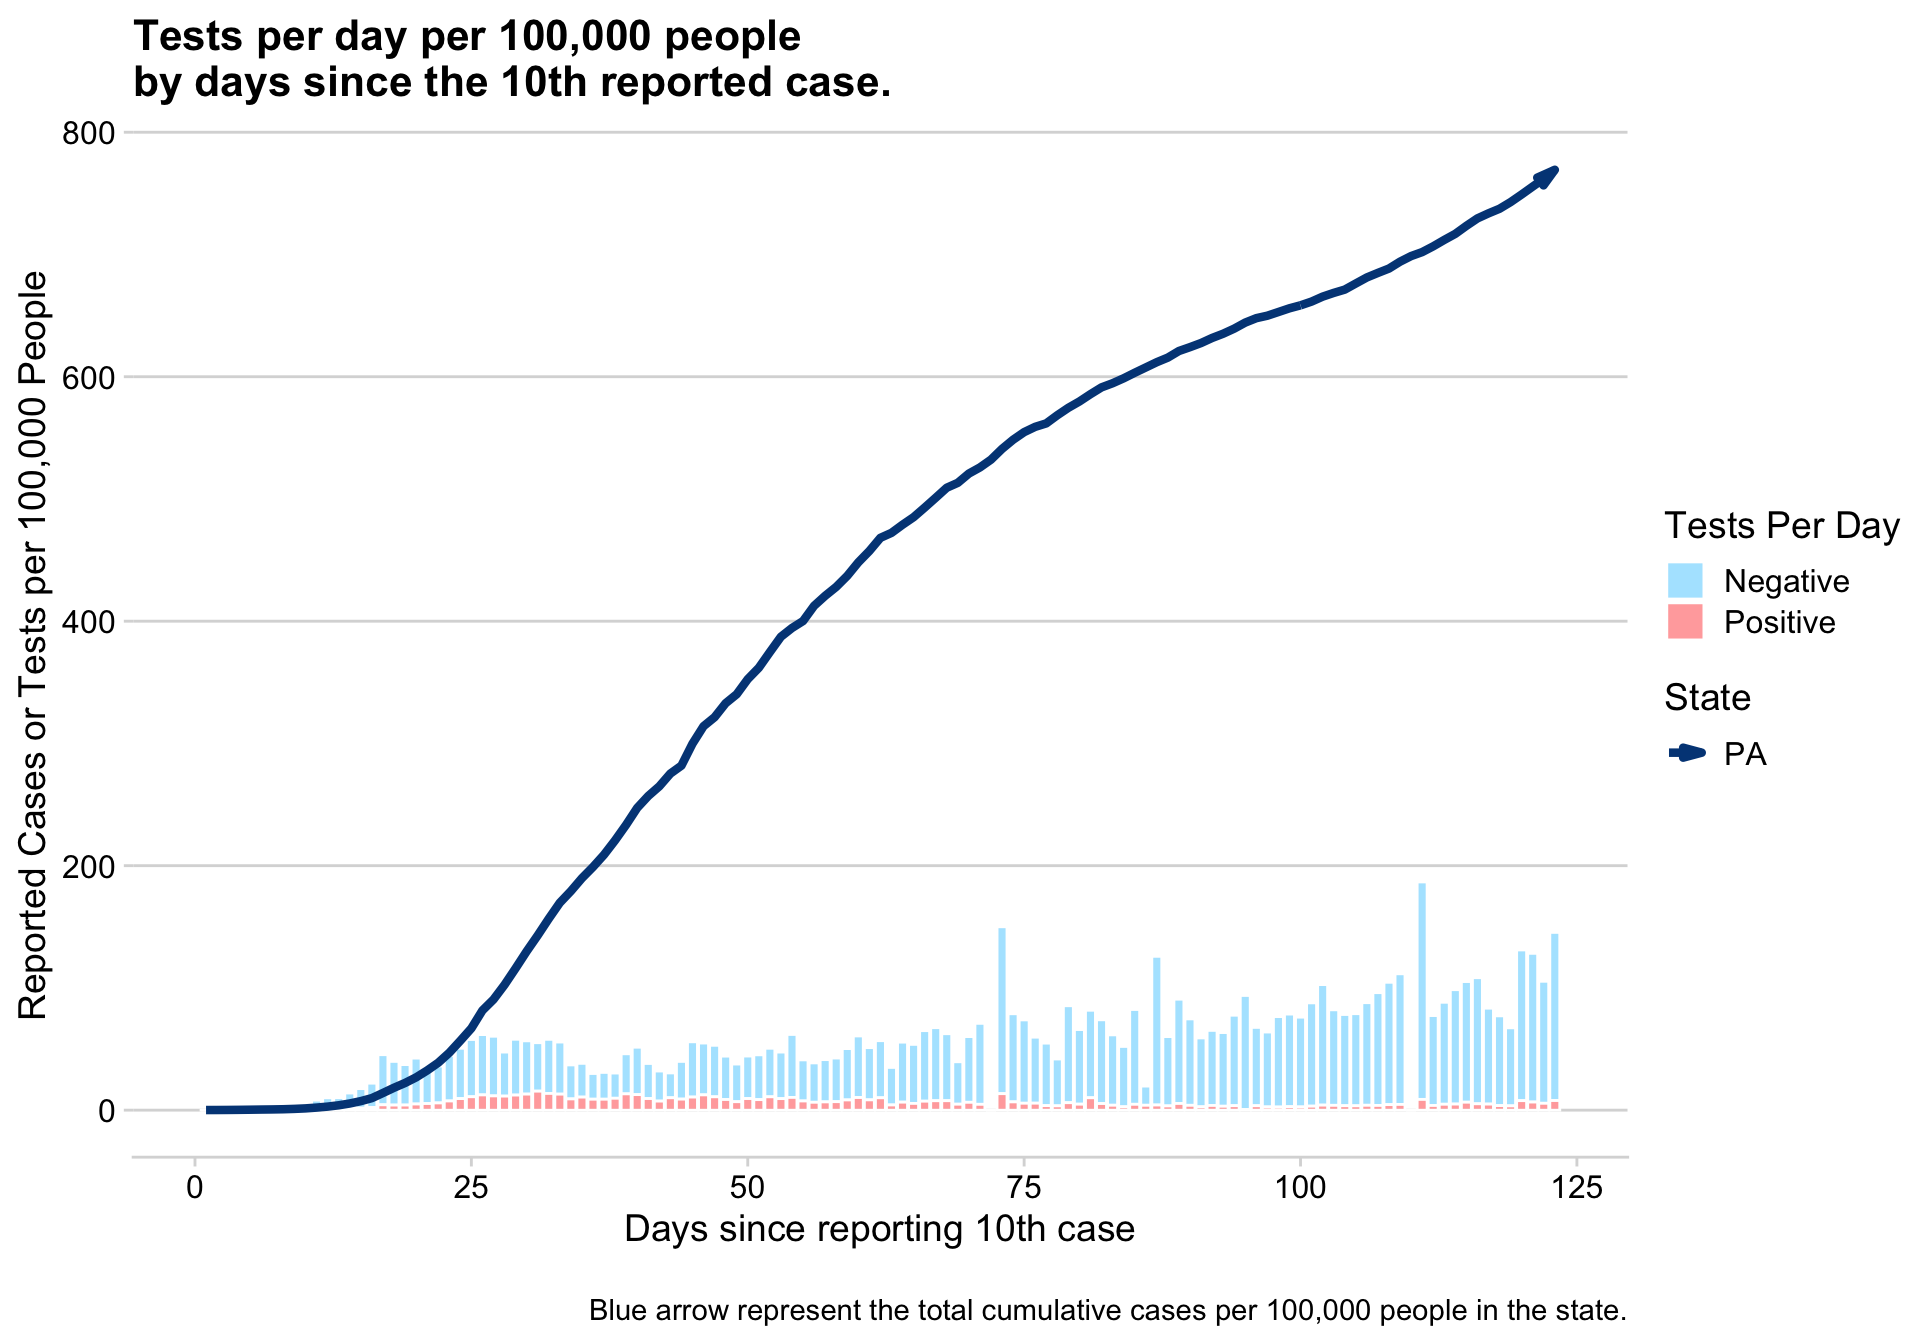 Tests per day per 100,000 people
by days since the 10th reported case.
800
600
400
200
0
Reported Cases or Tests per 100,000 People
0 25 50 75 100 125
Days since reporting 10th case
Tests Per Day
Negative
Positive
State
PA
Blue arrow represent the total cumulative cases per 100,000 people in the state.